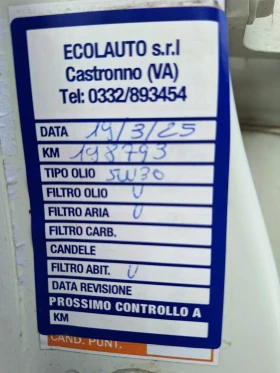 ECOLAUTO s.r.l
Castronno (VA)
Tel: 0332/893454
DATA 19/3/25
KM 198793
TIPO OLIO 5W30
FILTRO OLIO V
FILTRO ARIA V
FILTRO CARB.
CANDELE
FILTRO ABIT. V
DATA REVISIONE
PROSSIMO CONTROLLO A
KM
CAND. PUNT.